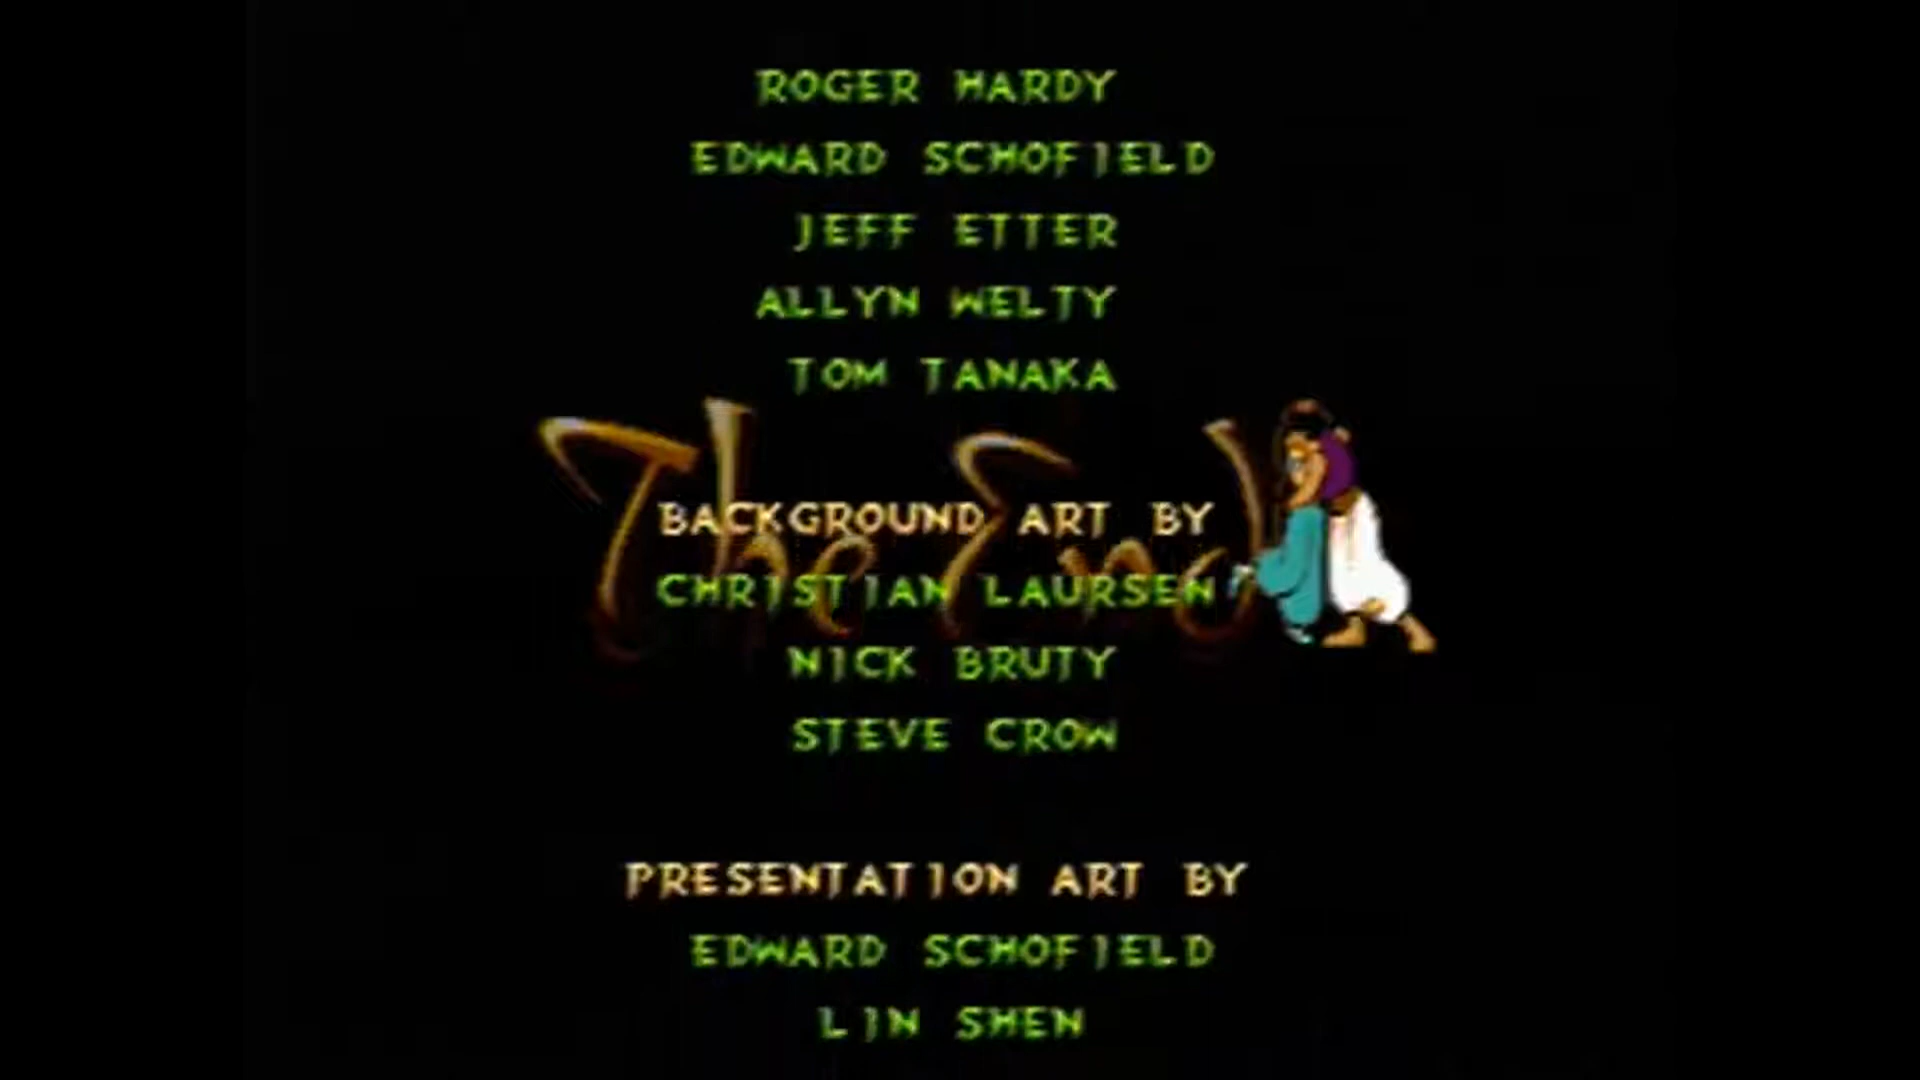 ROGER HARDY
EDWARD SCHOFIELD
JEFF ETTER
ALLYN WELTY
TOM TANAKA
The End
BACKGROUND ART BY
CHRISTIAN LAURSEN
NICK BRUTY
STEVE CROW
PRESENTATION ART BY
EDWARD SCHOFIELD
LIN SHEN